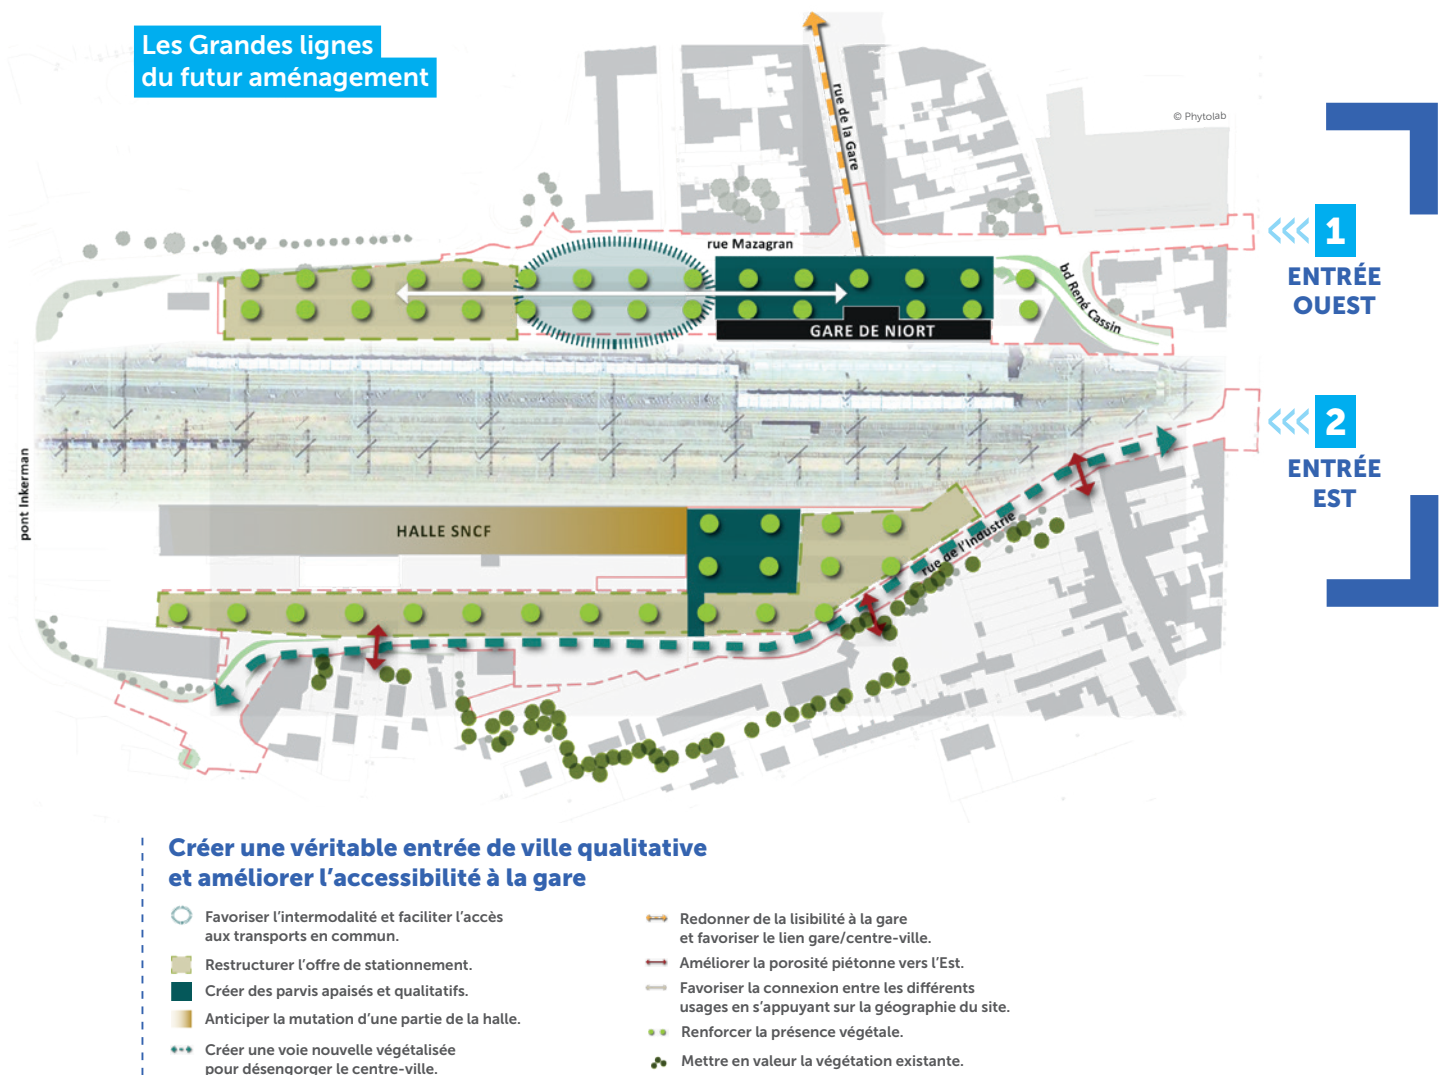 Les Grandes lignes
du futur aménagement
© Phytolab
rue de la Gare
rue Mazagran
bd René Cassin
GARE DE NIORT
1
ENTRÉE
OUEST
2
ENTRÉE
EST
pont Inkerman
HALLE SNCF
rue de l'Industrie
Créer une véritable entrée de ville qualitative
et améliorer l'accessibilité à la gare
Favoriser l'intermodalité et faciliter l'accès
aux transports en commun.
Restructurer l'offre de stationnement.
Créer des parvis apaisés et qualitatifs.
Anticiper la mutation d'une partie de la halle.
Créer une voie nouvelle végétalisée
pour désengorger le centre-ville.
Redonner de la lisibilité à la gare
et favoriser le lien gare/centre-ville.
Améliorer la porosité piétonne vers l'Est.
Favoriser la connexion entre les différents
usages en s'appuyant sur la géographie du site.
Renforcer la présence végétale.
Mettre en valeur la végétation existante.